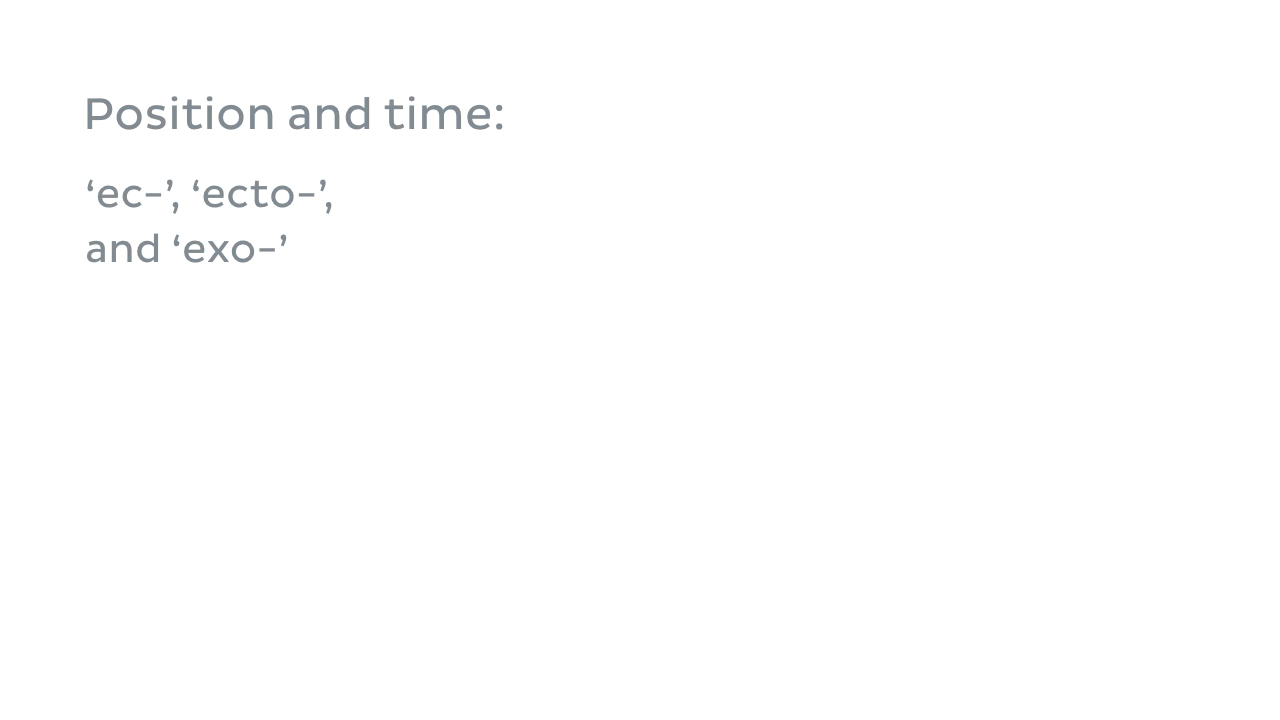 Position and time:
‘ec-’, ‘ecto-’,
and ‘exo-’